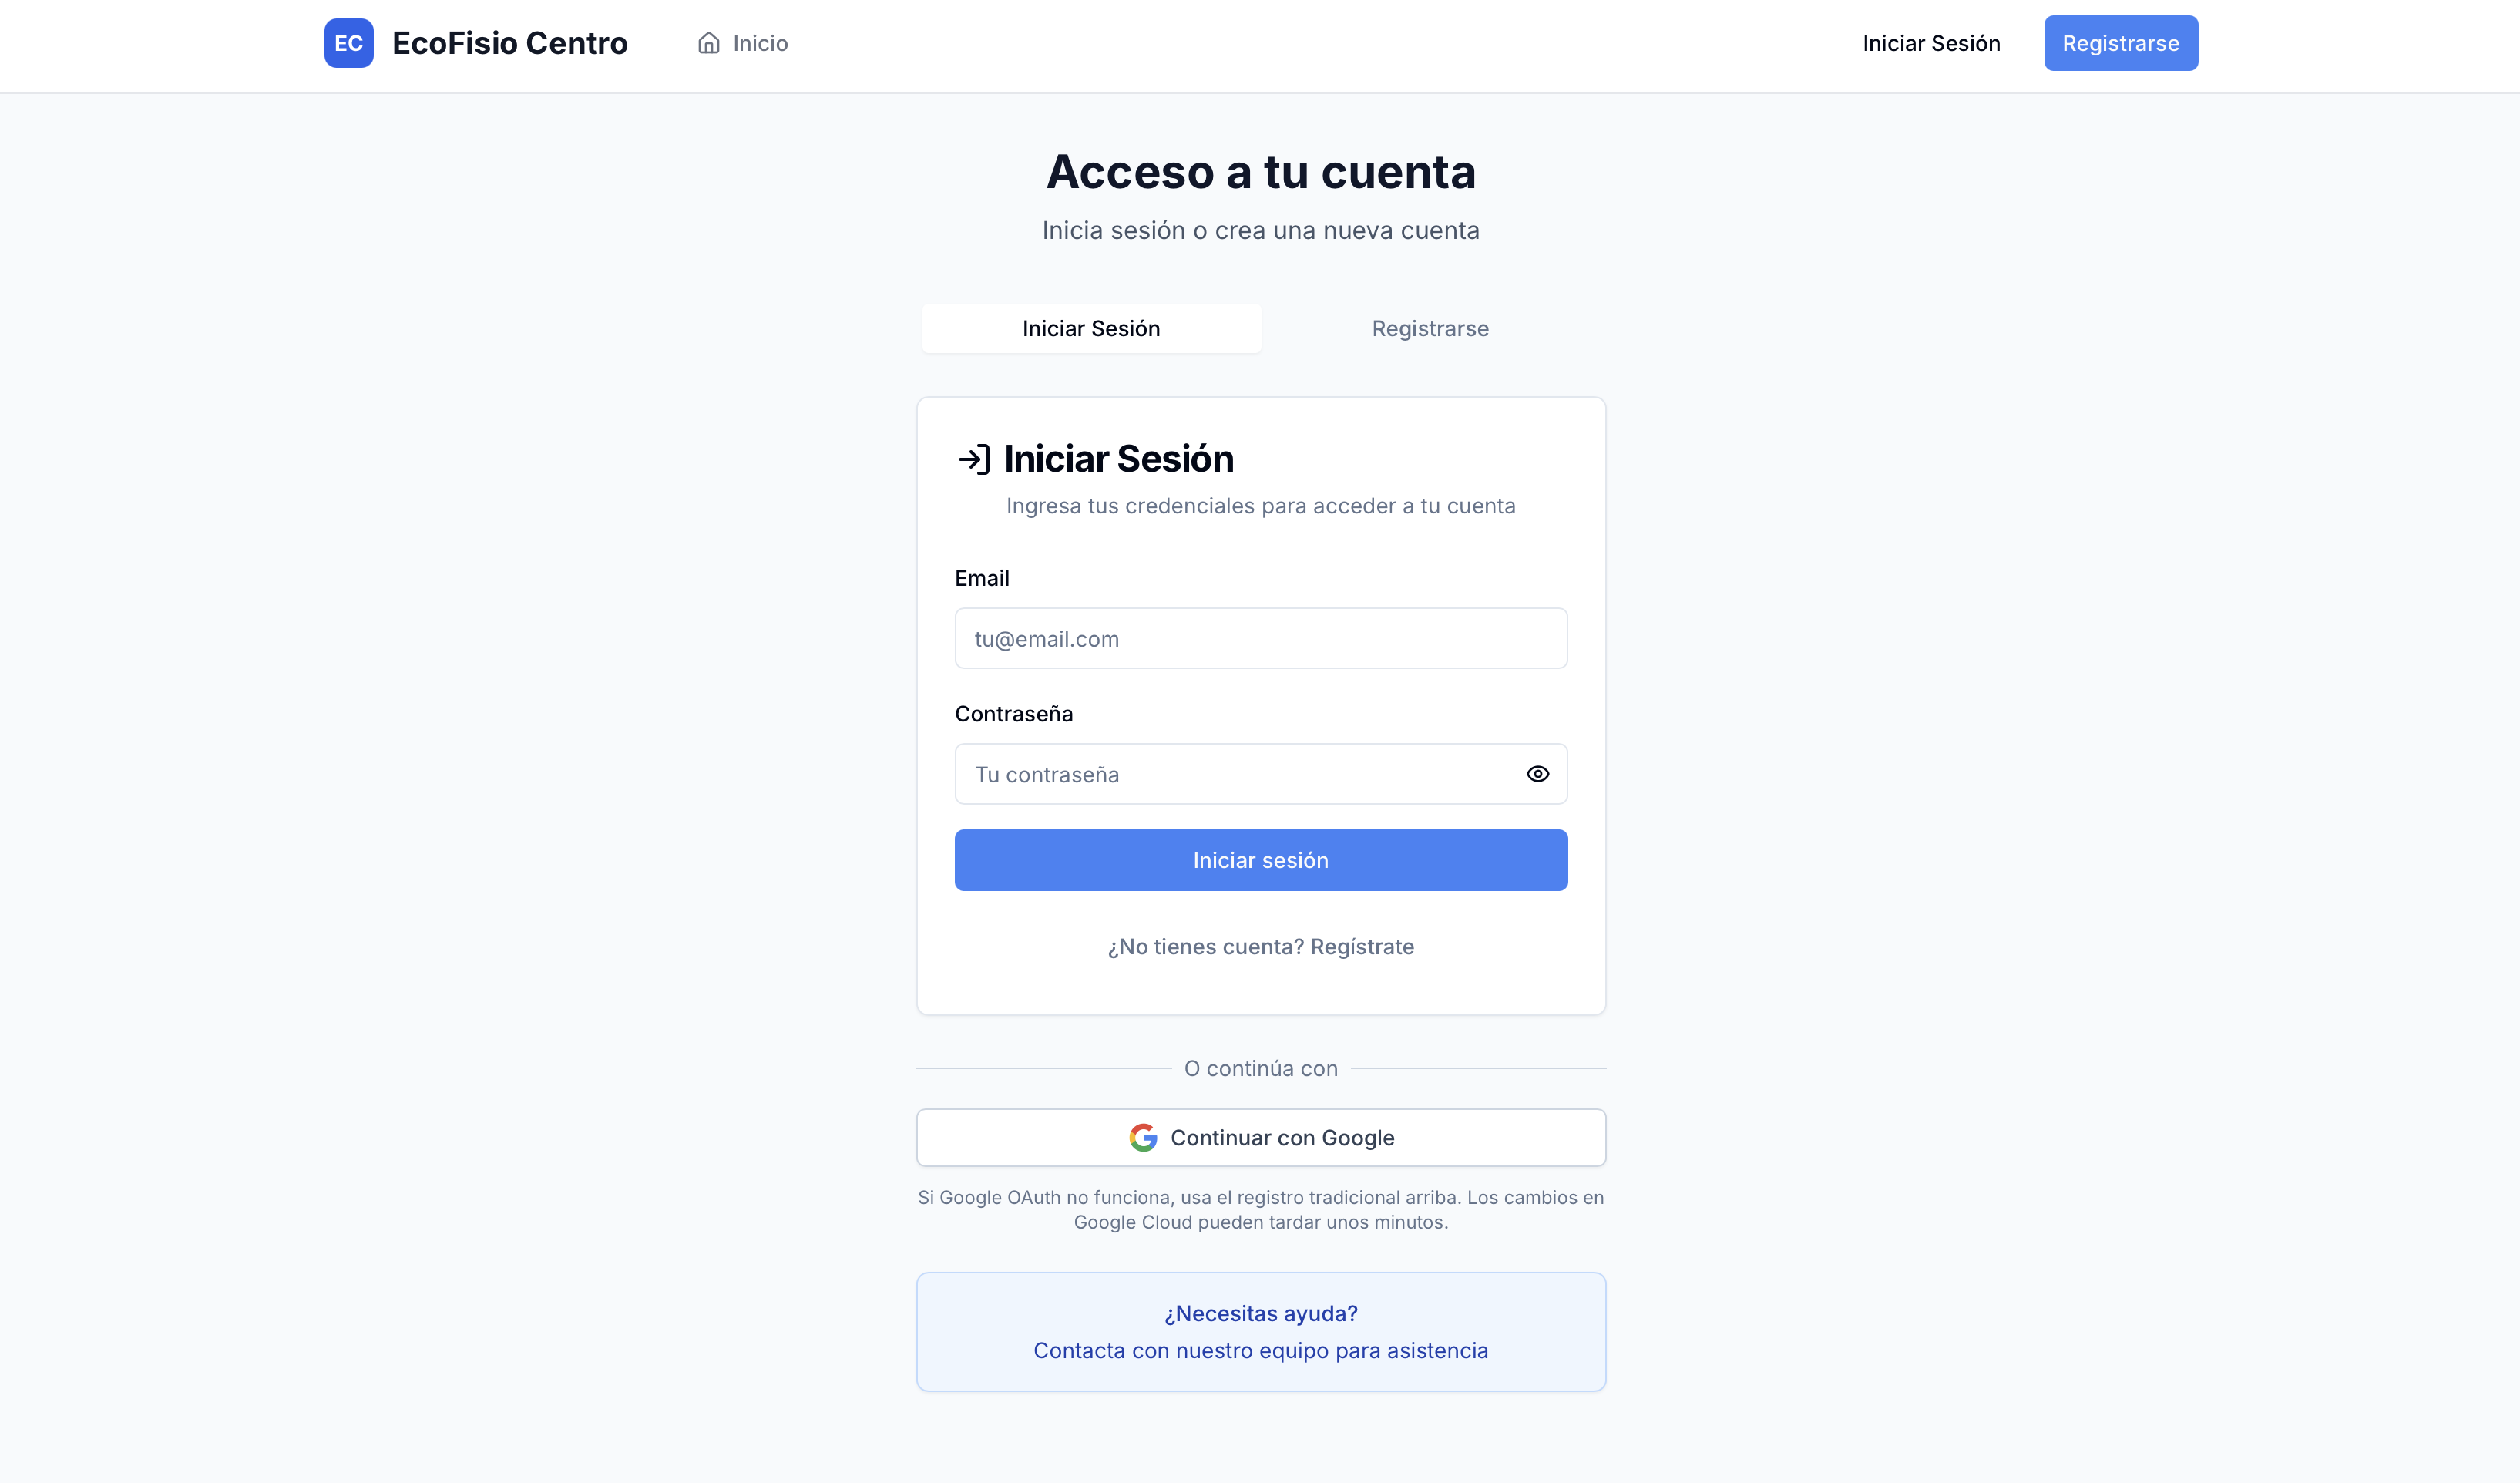 EC EcoFisio Centro Inicio Iniciar Sesión Registrarse
Acceso a tu cuenta
Inicia sesión o crea una nueva cuenta
Iniciar Sesión Registrarse
Iniciar Sesión
Ingresa tus credenciales para acceder a tu cuenta
Email
tu@email.com
Contraseña
Tu contraseña
Iniciar sesión
¿No tienes cuenta? Regístrate
O continúa con
Continuar con Google
Si Google OAuth no funciona, usa el registro tradicional arriba. Los cambios en
Google Cloud pueden tardar unos minutos.
¿Necesitas ayuda?
Contacta con nuestro equipo para asistencia